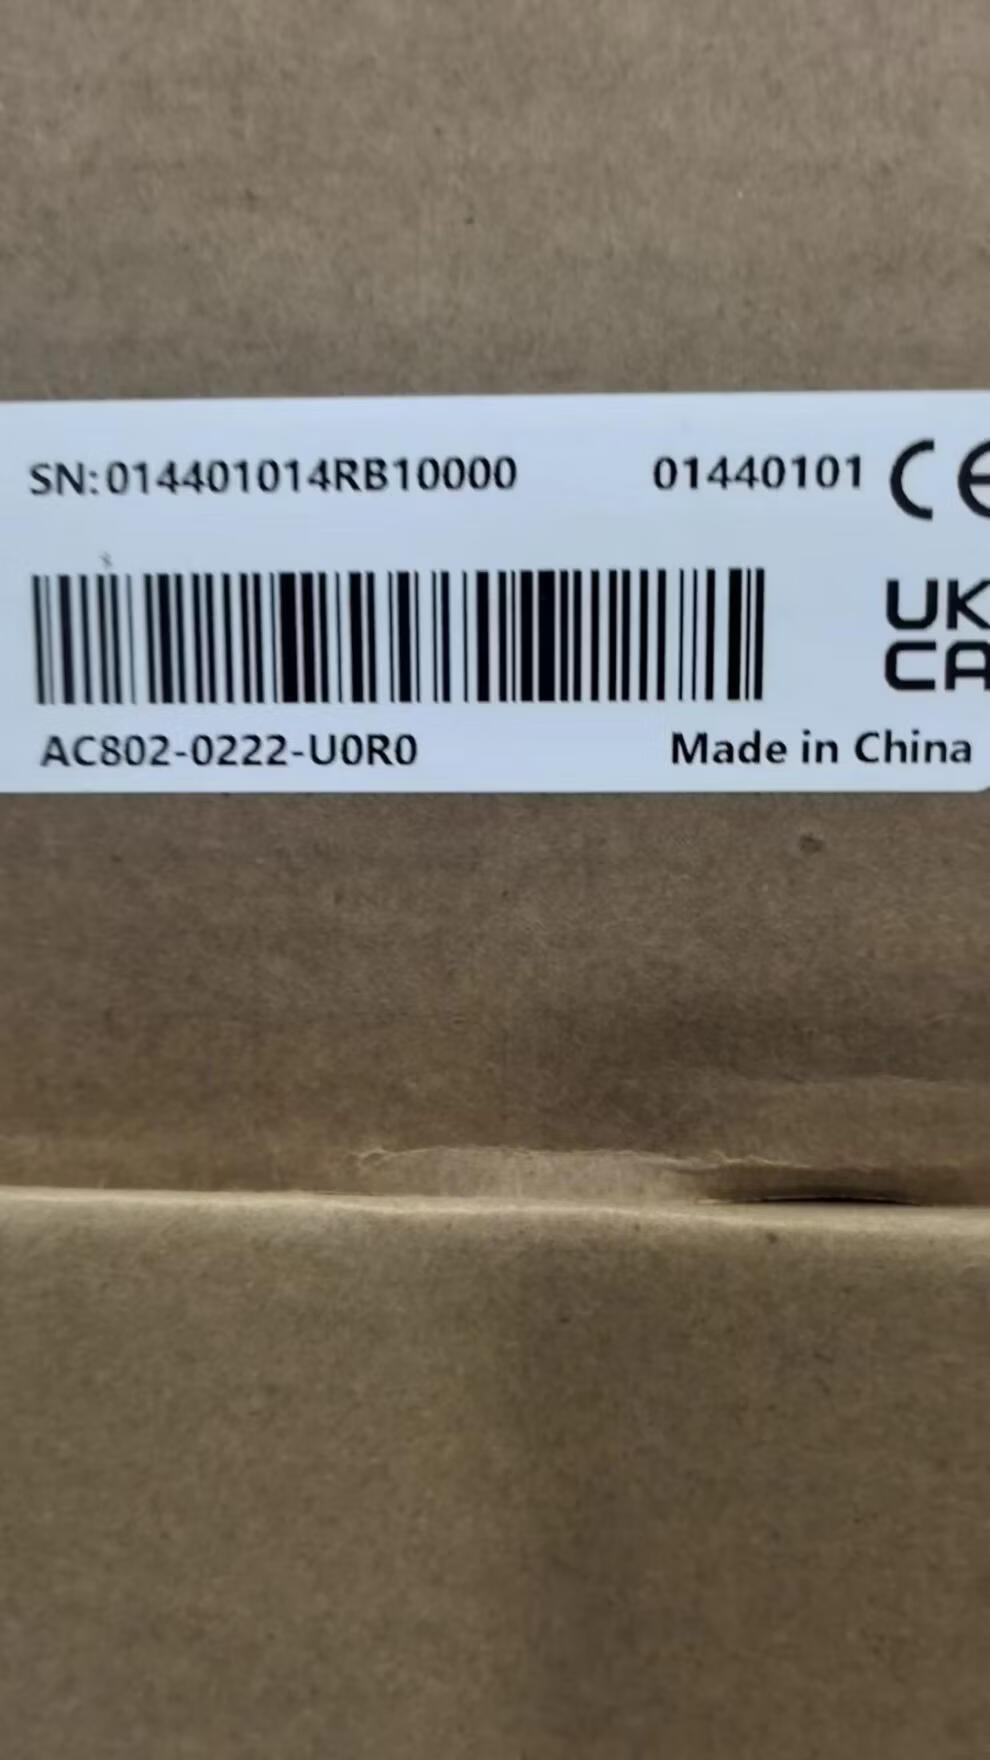 SN:014401014RB10000 01440101 CE
UK
CA
AC802-0222-U0R0 Made in China